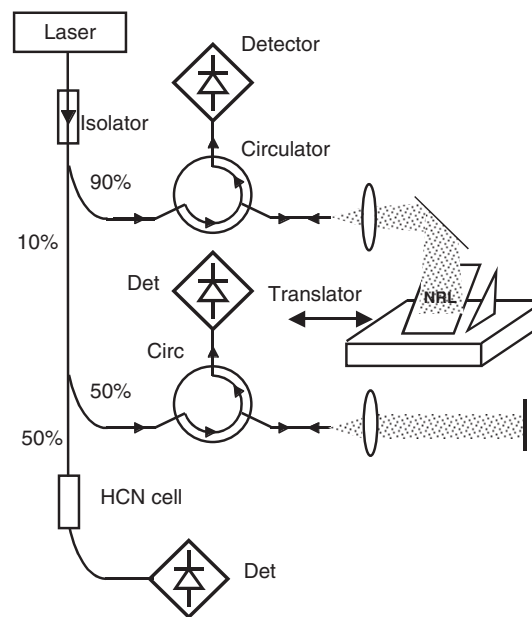 Laser
Detector
Isolator
Circulator
90%
10%
Det
Translator
NRL
Circ
50%
50%
HCN cell
Det